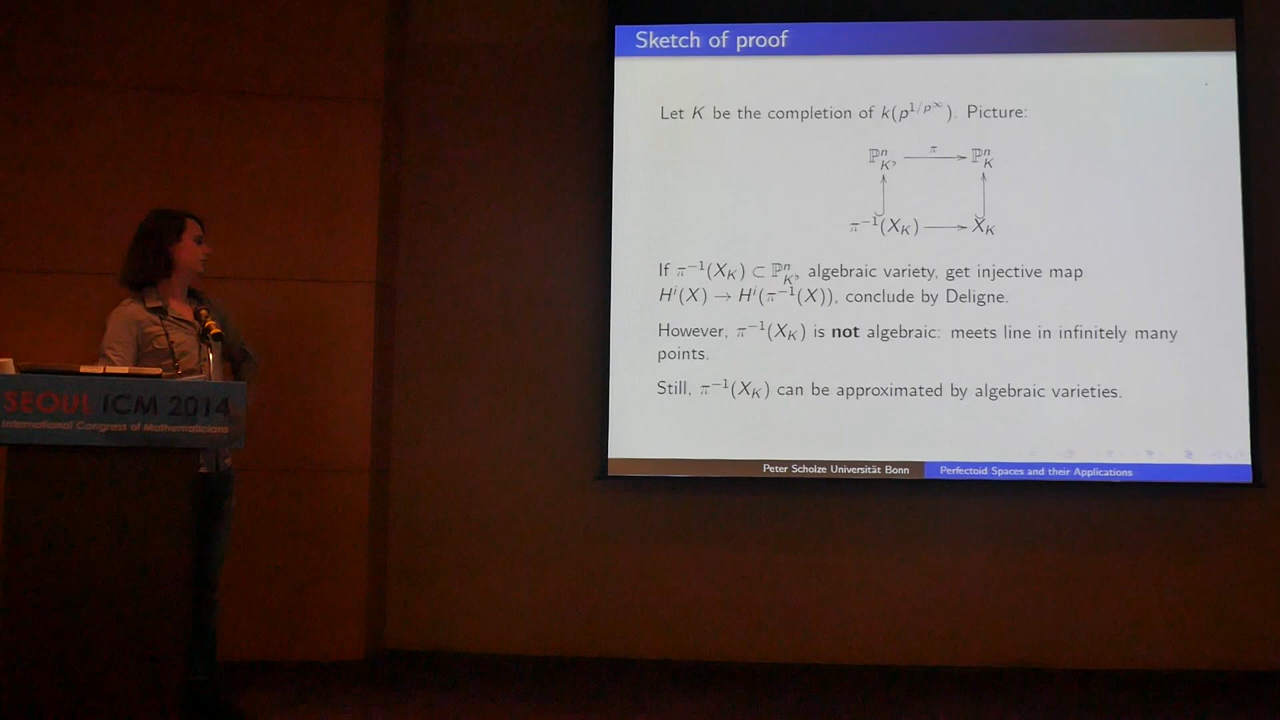 Sketch of proof
Let K be the completion of k(p^{1/p^∞}). Picture:
ℙ^n_{K^♭} —π→ ℙ^n_K
π^{-1}(X_K) ⟶ X_K
If π^{-1}(X_K) ⊂ ℙ^n_{K^♭} algebraic variety, get injective map
H^i(X) → H^i(π^{-1}(X)), conclude by Deligne.
However, π^{-1}(X_K) is not algebraic: meets line in infinitely many
points.
Still, π^{-1}(X_K) can be approximated by algebraic varieties.
Peter Scholze Universität Bonn
Perfectoid Spaces and their Applications
SEOUL ICM 2014
International Congress of Mathematicians